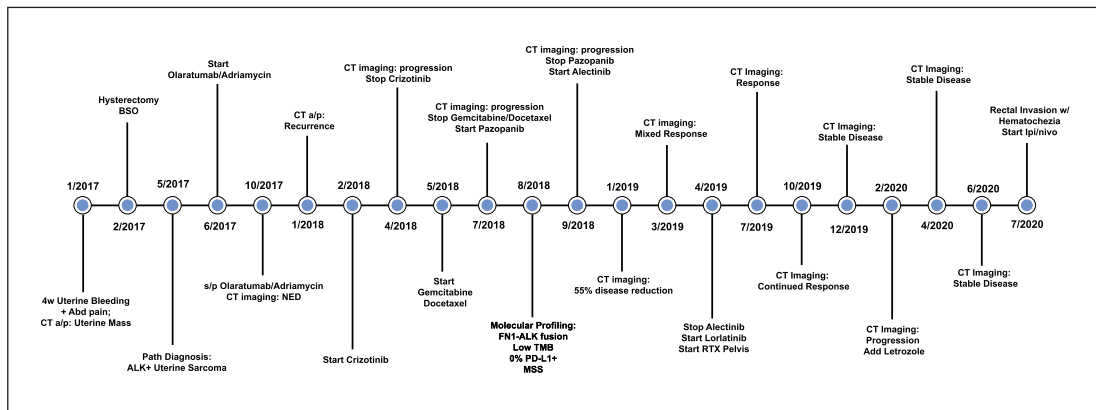 1/2017
4w Uterine Bleeding
+ Abd pain;
CT a/p: Uterine Mass
Hysterectomy
BSO
2/2017
5/2017
Path Diagnosis:
ALK+ Uterine Sarcoma
Start
Olaratumab/Adriamycin
6/2017
10/2017
s/p Olaratumab/Adriamycin
CT imaging: NED
CT a/p:
Recurrence
1/2018
2/2018
Start Crizotinib
CT imaging: progression
Stop Crizotinib
4/2018
5/2018
Start
Gemcitabine
Docetaxel
CT imaging: progression
Stop Gemcitabine/Docetaxel
Start Pazopanib
7/2018
8/2018
Molecular Profiling:
FN1-ALK fusion
Low TMB
0% PD-L1+
MSS
CT imaging: progression
Stop Pazopanib
Start Alectinib
9/2018
1/2019
CT imaging:
55% disease reduction
CT imaging:
Mixed Response
3/2019
4/2019
Stop Alectinib
Start Lorlatinib
Start RTX Pelvis
CT Imaging:
Response
7/2019
10/2019
CT Imaging:
Continued Response
CT Imaging:
Stable Disease
12/2019
2/2020
CT Imaging:
Progression
Add Letrozole
CT Imaging:
Stable Disease
4/2020
6/2020
CT Imaging:
Stable Disease
Rectal Invasion w/
Hematochezia
Start Ipi/nivo
7/2020